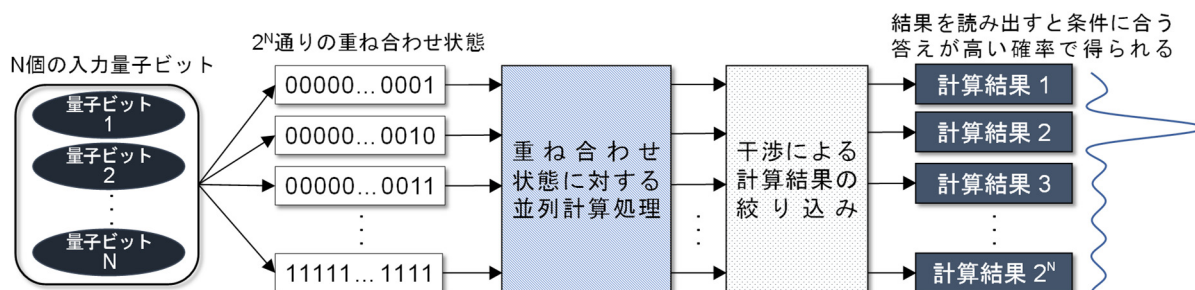 N個の入力量子ビット
量子ビット
1
量子ビット
2
量子ビット
N
2ᴺ通りの重ね合わせ状態
00000…0001
00000…0010
00000…0011
11111…1111
重ね合わせ
状態に対する
並列計算処理
干渉による
計算結果の
絞り込み
結果を読み出すと条件に合う
答えが高い確率で得られる
計算結果 1
計算結果 2
計算結果 3
計算結果 2ᴺ